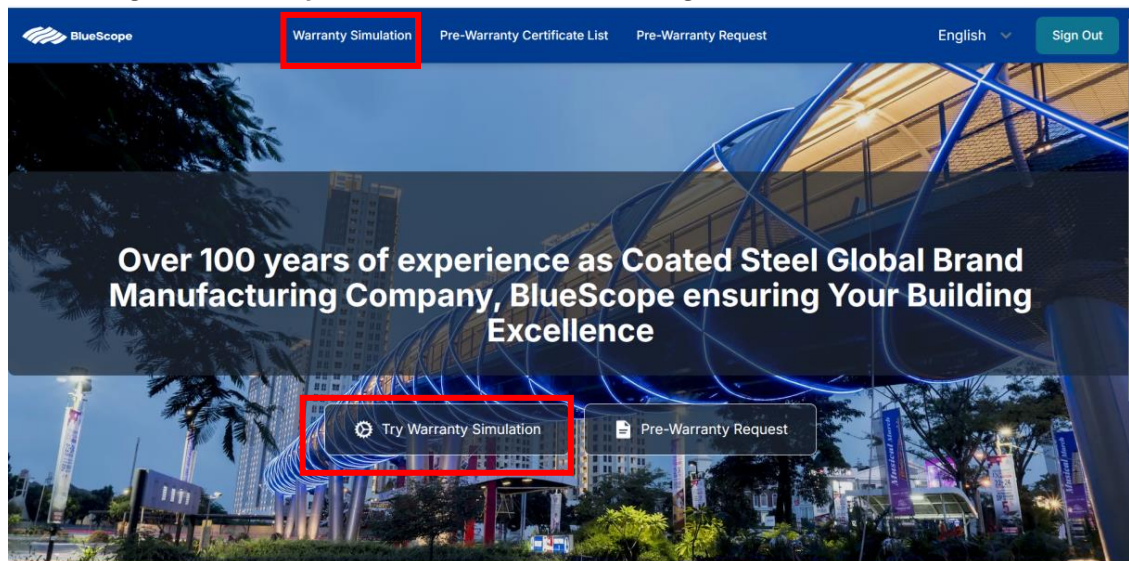 BlueScope
Warranty Simulation
Pre-Warranty Certificate List
Pre-Warranty Request
English
Sign Out
Over 100 years of experience as Coated Steel Global Brand
Manufacturing Company, BlueScope ensuring Your Building
Excellence
Try Warranty Simulation
Pre-Warranty Request